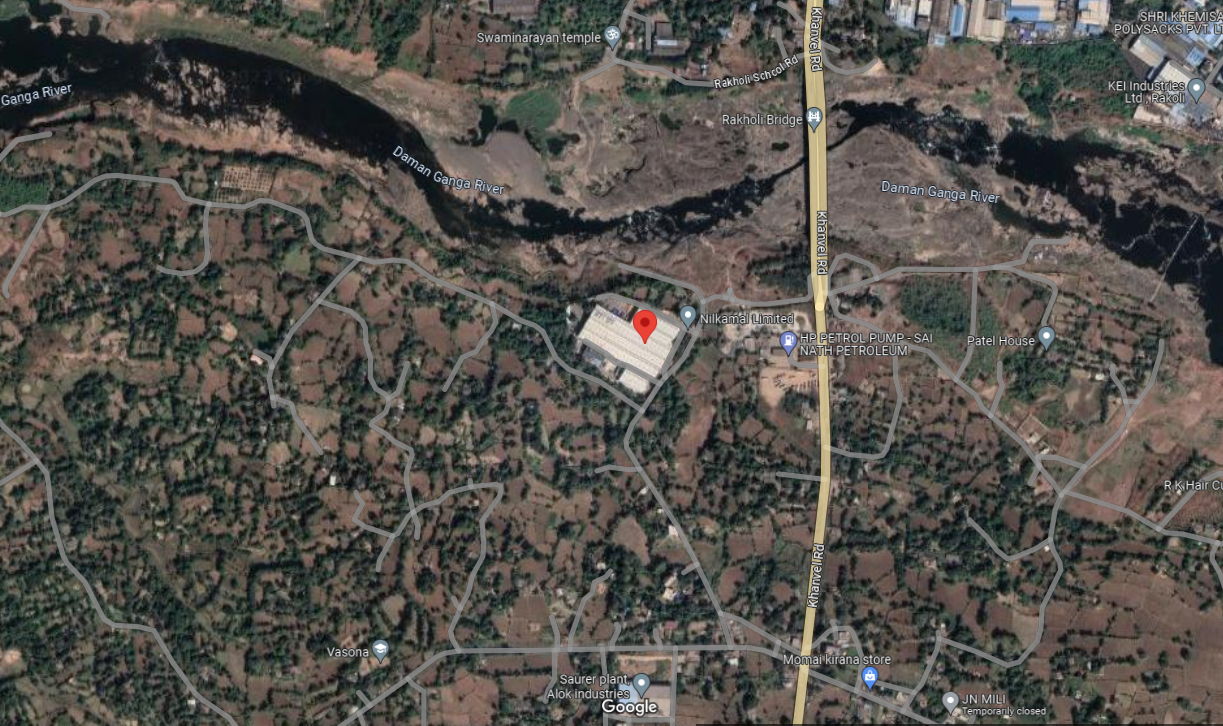 SHRI KHEMISA
POLYSACKS PVT. LT
Swaminarayan temple
Khanvel Rd
Rakholi School Rd
KEI Industries
Ltd., Rakoli
Ganga River
Rakholi Bridge
Daman Ganga River
Daman Ganga River
Khanvel Rd
Nilkamal Limited
HP PETROL PUMP - SAI
NATH PETROLEUM
Patel House
R.K Hair Cu
Khanvel Rd
Vasona
Momai kirana store
Saurer plant,
Alok industries
JN MILI
Temporarily closed
Google